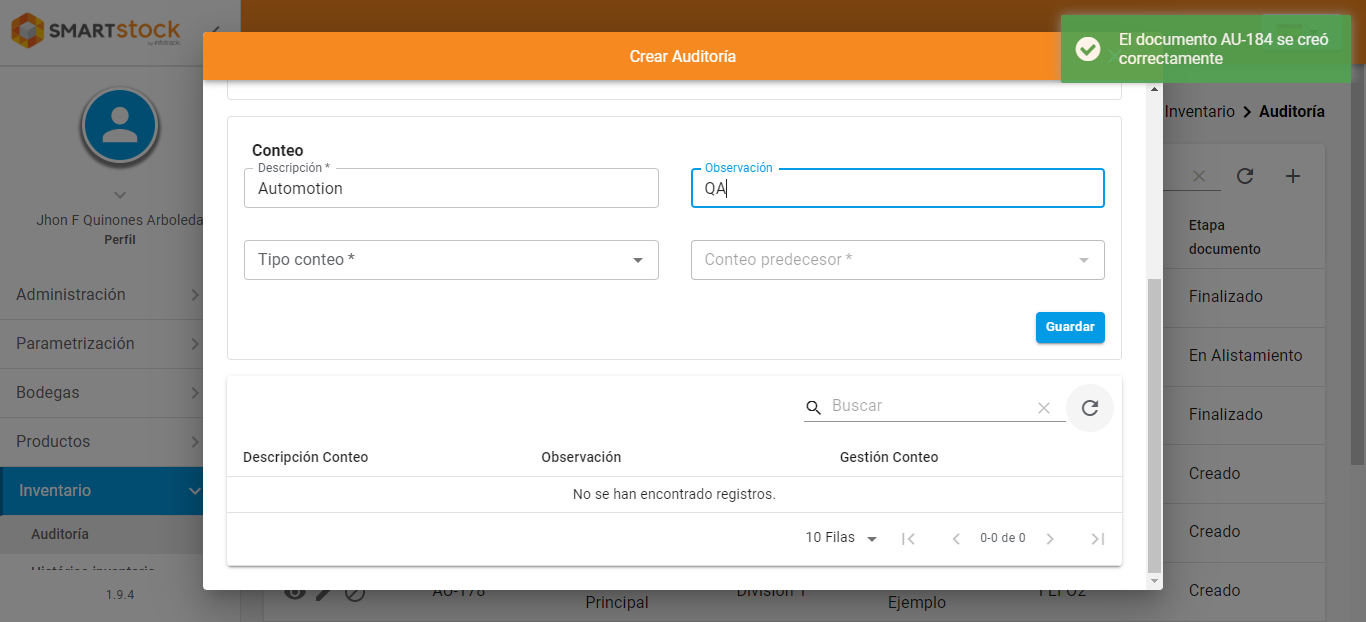 SMARTSTOCK
by infotrack
Crear Auditoría
El documento AU-184 se creó
correctamente
Inventario > Auditoría
Jhon F Quinones Arboleda
Perfil
Administración
Parametrización
Bodegas
Productos
Inventario
Auditoría
1.9.4
Conteo
Descripción *
Automotion
Observación
QA
Tipo conteo *
Conteo predecesor *
Guardar
Buscar
Descripción Conteo Observación Gestión Conteo
No se han encontrado registros.
10 Filas 0-0 de 0
Etapa
documento
Finalizado
En Alistamiento
Finalizado
Creado
Creado
Creado
AU-178
Principal
División 1
Ejemplo